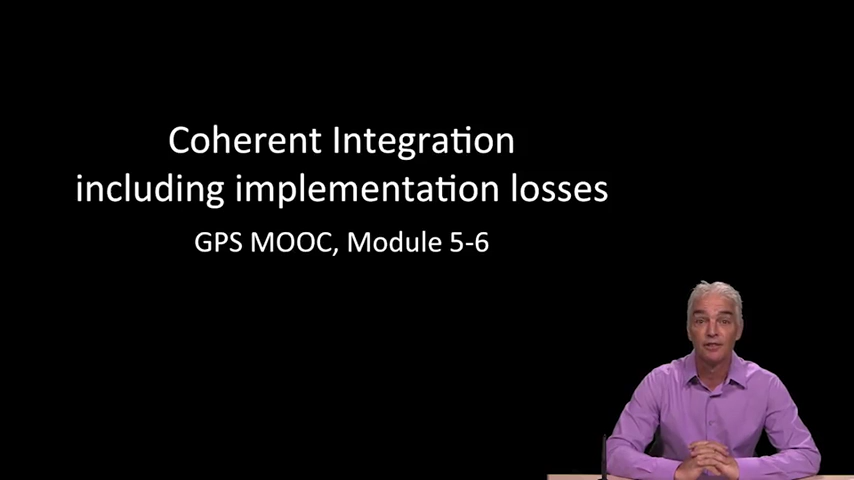 Coherent Integration
including implementation losses
GPS MOOC, Module 5-6